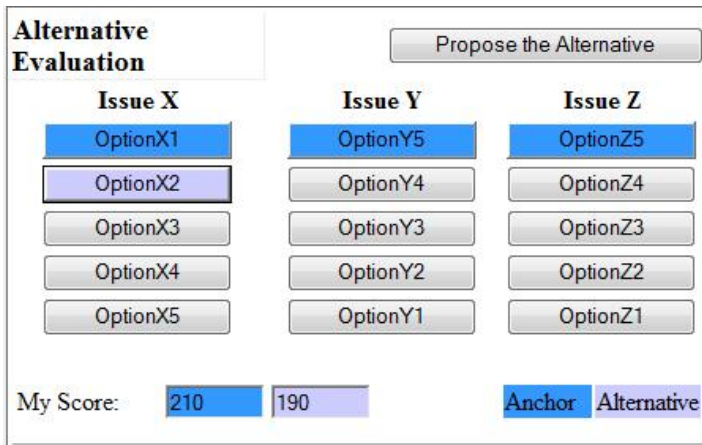 Alternative
Evaluation
Propose the Alternative
Issue X Issue Y Issue Z
OptionX1 OptionY5 OptionZ5
OptionX2 OptionY4 OptionZ4
OptionX3 OptionY3 OptionZ3
OptionX4 OptionY2 OptionZ2
OptionX5 OptionY1 OptionZ1
My Score: 210 190 Anchor Alternative